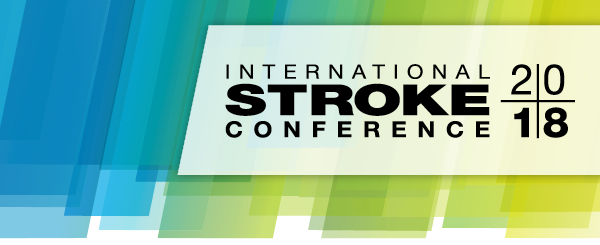 INTERNATIONAL
STROKE
CONFERENCE
20
18